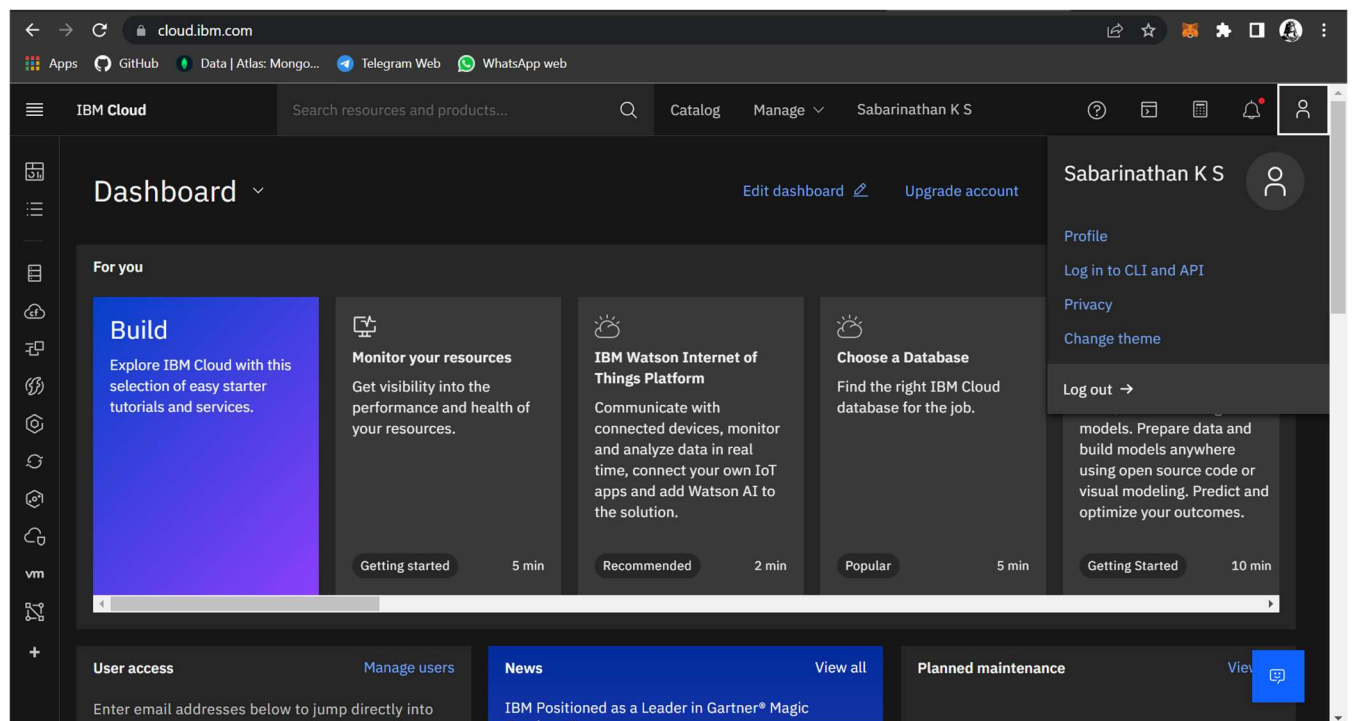 cloud.ibm.com
Apps GitHub Data | Atlas: Mongo... Telegram Web WhatsApp web
IBM Cloud Search resources and products... Catalog Manage Sabarinathan K S
Sabarinathan K S
Profile
Log in to CLI and API
Privacy
Change theme
Log out →
Dashboard Edit dashboard Upgrade account
For you
Build
Explore IBM Cloud with this
selection of easy starter
tutorials and services.
Monitor your resources
Get visibility into the
performance and health of
your resources.
Getting started 5 min
IBM Watson Internet of
Things Platform
Communicate with
connected devices, monitor
and analyze data in real
time, connect your own IoT
apps and add Watson AI to
the solution.
Recommended 2 min
Choose a Database
Find the right IBM Cloud
database for the job.
Popular 5 min
models. Prepare data and
build models anywhere
using open source code or
visual modeling. Predict and
optimize your outcomes.
Getting Started 10 min
cf
vm
User access Manage users
Enter email addresses below to jump directly into
News View all
IBM Positioned as a Leader in Gartner® Magic
Planned maintenance